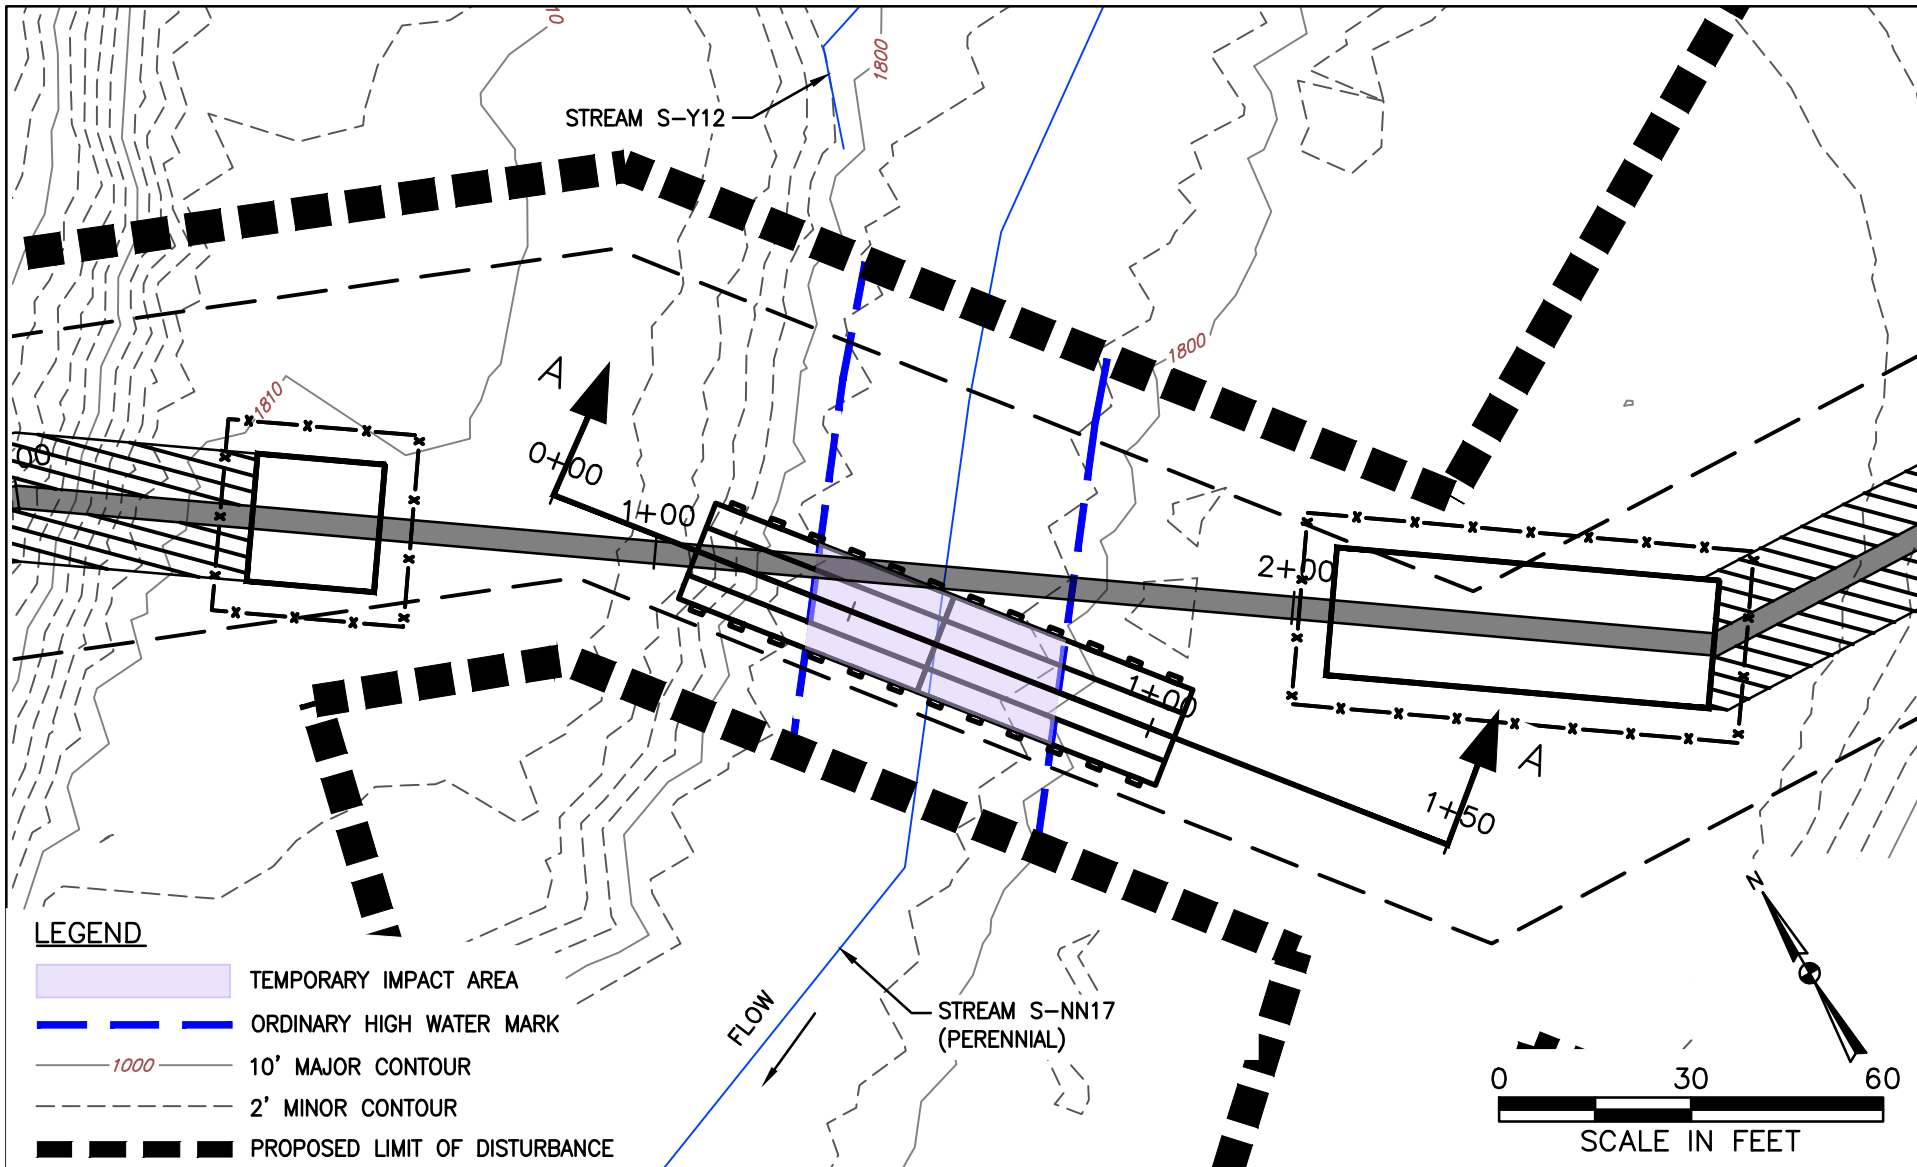 10
1800
STREAM S-Y12
1800
1810
A
00
0+00
1+00
2+00
1+00
A
1+50
N
LEGEND
TEMPORARY IMPACT AREA
ORDINARY HIGH WATER MARK
1000
10' MAJOR CONTOUR
2' MINOR CONTOUR
PROPOSED LIMIT OF DISTURBANCE
FLOW
STREAM S-NN17
(PERENNIAL)
0 30 60
SCALE IN FEET